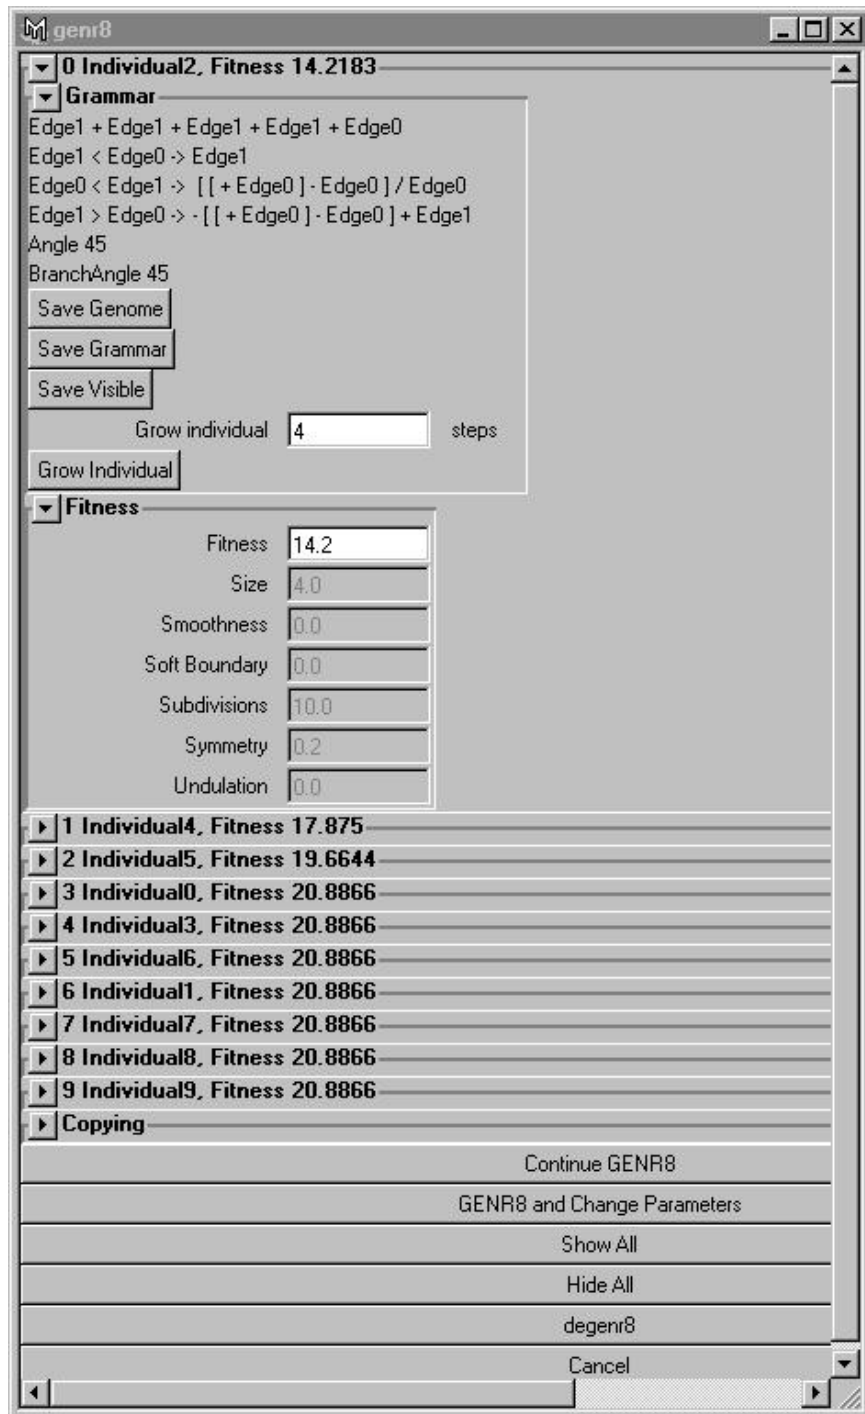 genr8
0 Individual2, Fitness 14.2183
Grammar
Edge1 + Edge1 + Edge1 + Edge1 + Edge0
Edge1 < Edge0 -> Edge1
Edge0 < Edge1 -> [ [ + Edge0 ] - Edge0 ] / Edge0
Edge1 > Edge0 -> - [ [ + Edge0 ] - Edge0 ] + Edge1
Angle 45
BranchAngle 45
Save Genome
Save Grammar
Save Visible
Grow individual 4 steps
Grow Individual
Fitness
Fitness 14.2
Size 4.0
Smoothness 0.0
Soft Boundary 0.0
Subdivisions 10.0
Symmetry 0.2
Undulation 0.0
1 Individual4, Fitness 17.875
2 Individual5, Fitness 19.6644
3 Individual0, Fitness 20.8866
4 Individual3, Fitness 20.8866
5 Individual6, Fitness 20.8866
6 Individual1, Fitness 20.8866
7 Individual7, Fitness 20.8866
8 Individual8, Fitness 20.8866
9 Individual9, Fitness 20.8866
Copying
Continue GENR8
GENR8 and Change Parameters
Show All
Hide All
degenr8
Cancel